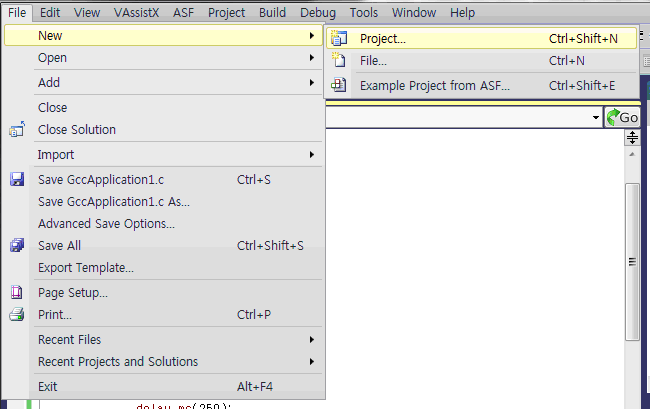 File Edit View VAssistX ASF Project Build Debug Tools Window Help
New
Project... Ctrl+Shift+N
Open
File... Ctrl+N
Add
Example Project from ASF... Ctrl+Shift+E
Close
Go
Close Solution
Import
Save GccApplication1.c Ctrl+S
Save GccApplication1.c As...
Advanced Save Options...
Save All Ctrl+Shift+S
Export Template...
Page Setup...
Print... Ctrl+P
Recent Files
Recent Projects and Solutions
Exit Alt+F4